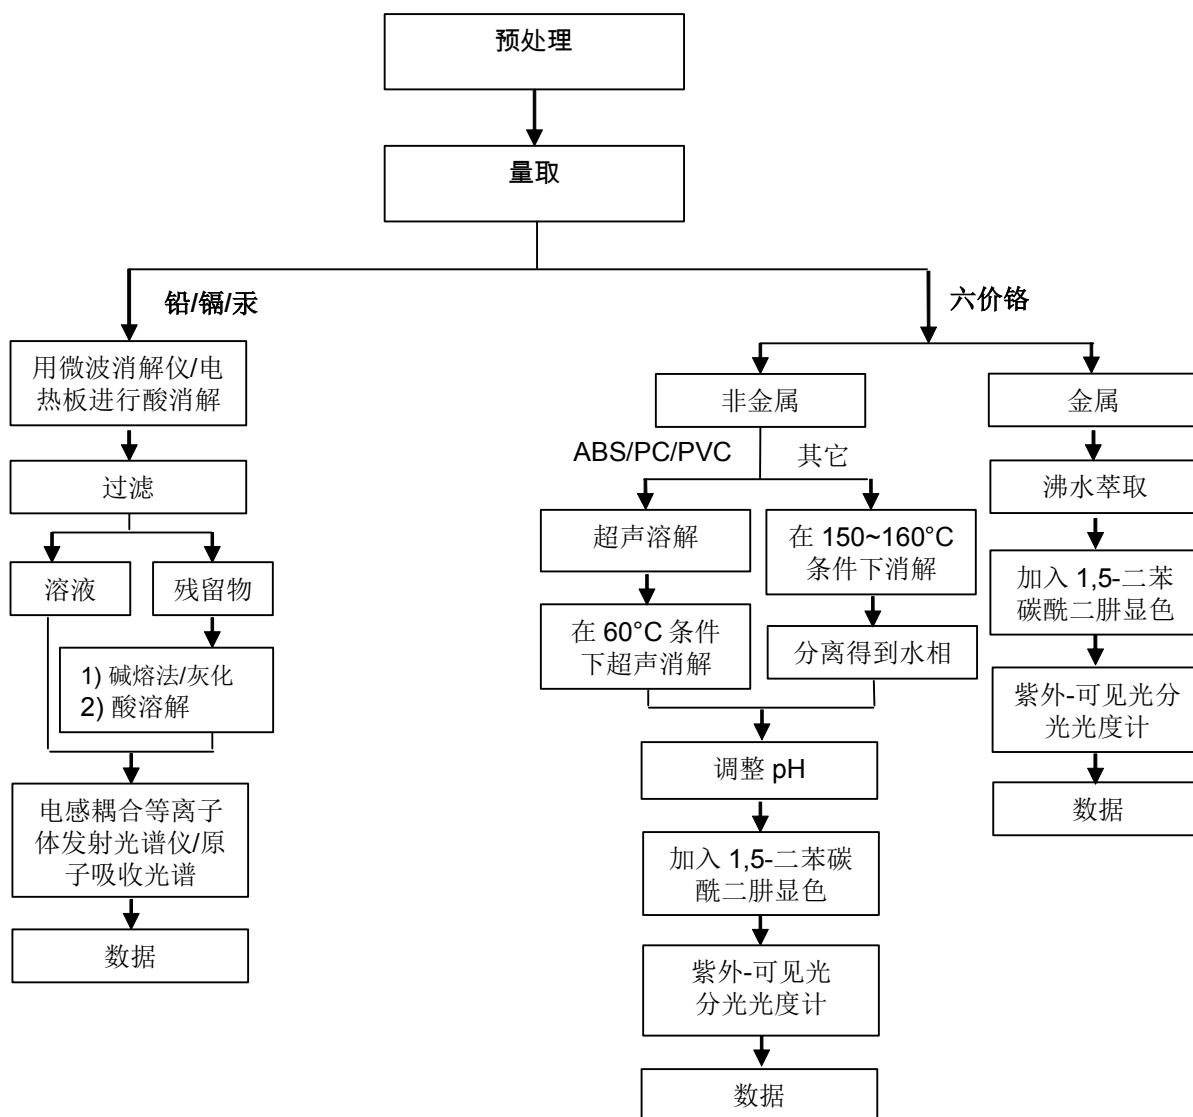 预处理
量取
铅/镉/汞
用微波消解仪/电
热板进行酸消解
过滤
溶液
残留物
1) 碱熔法/灰化
2) 酸溶解
电感耦合等离子
体发射光谱仪/原
子吸收光谱
数据
六价铬
非金属
ABS/PC/PVC
其它
超声溶解
在 60°C 条件
下超声消解
在 150~160°C
条件下消解
分离得到水相
调整 pH
加入 1,5-二苯碳
酰二肼显色
紫外-可见光
分光光度计
数据
金属
沸水萃取
加入 1,5-二苯
碳酰二肼显色
紫外-可见光分
光光度计
数据